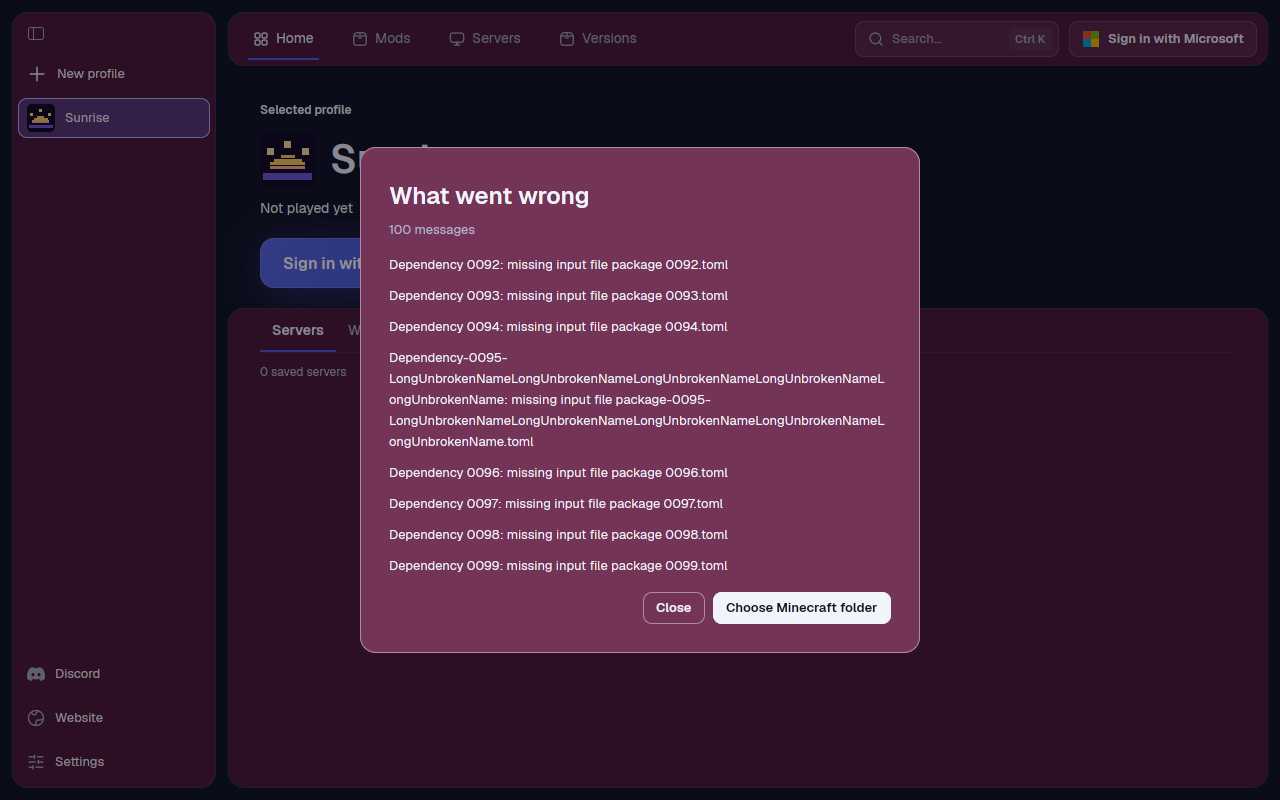 New profile
Sunrise
Discord
Website
Settings
Home
Mods
Servers
Versions
Search...
Ctrl K
Sign in with Microsoft
Selected profile
Not played yet
Sign in wit
Servers
0 saved servers
What went wrong
100 messages
Dependency 0092: missing input file package 0092.toml
Dependency 0093: missing input file package 0093.toml
Dependency 0094: missing input file package 0094.toml
Dependency-0095-
LongUnbrokenNameLongUnbrokenNameLongUnbrokenNameLongUnbrokenNameL
ongUnbrokenName: missing input file package-0095-
LongUnbrokenNameLongUnbrokenNameLongUnbrokenNameLongUnbrokenNameL
ongUnbrokenName.toml
Dependency 0096: missing input file package 0096.toml
Dependency 0097: missing input file package 0097.toml
Dependency 0098: missing input file package 0098.toml
Dependency 0099: missing input file package 0099.toml
Close
Choose Minecraft folder